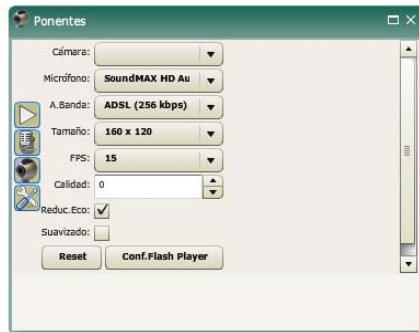 Ponentes
Cámara:
Micrófono: SoundMAX HD Au
A.Banda: ADSL (256 kbps)
Tamaño: 160 x 120
FPS: 15
Calidad: 0
Reduc.Eco:
Suavizado:
Reset Conf.Flash Player